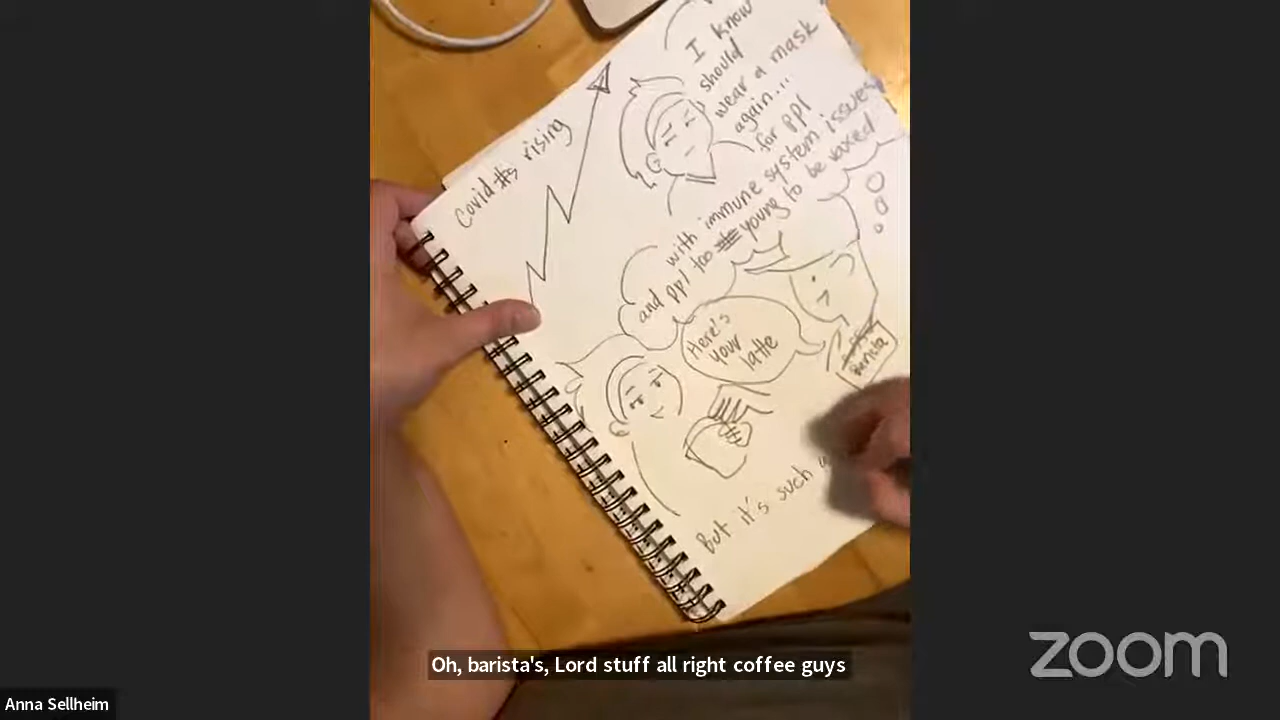 Covid #s rising
I know
should
wear a mask
again...
for ppl
with immune system issues
and ppl too young to be vaxed
Here's
your
latte
Barista
But it's such
Oh, barista's, Lord stuff all right coffee guys
Anna Sellheim
zoom